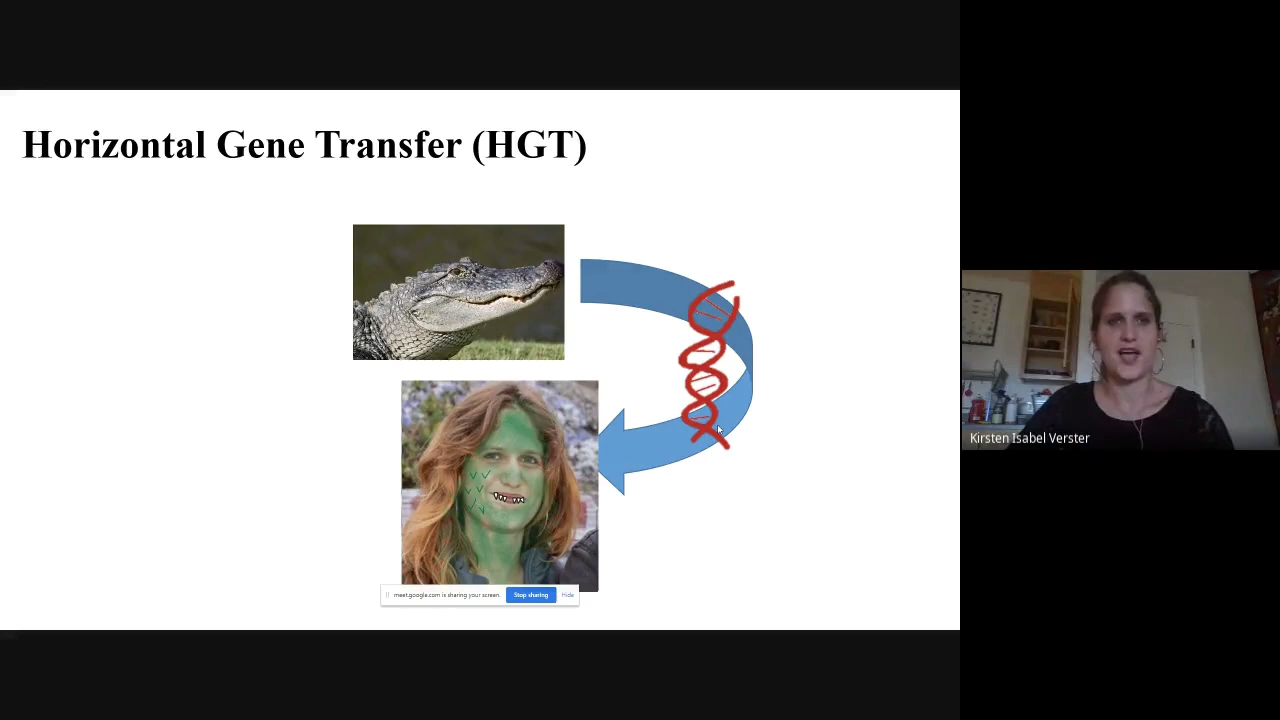 Horizontal Gene Transfer (HGT)
meet.google.com is sharing your screen.
Stop sharing
Hide
Kirsten Isabel Verster